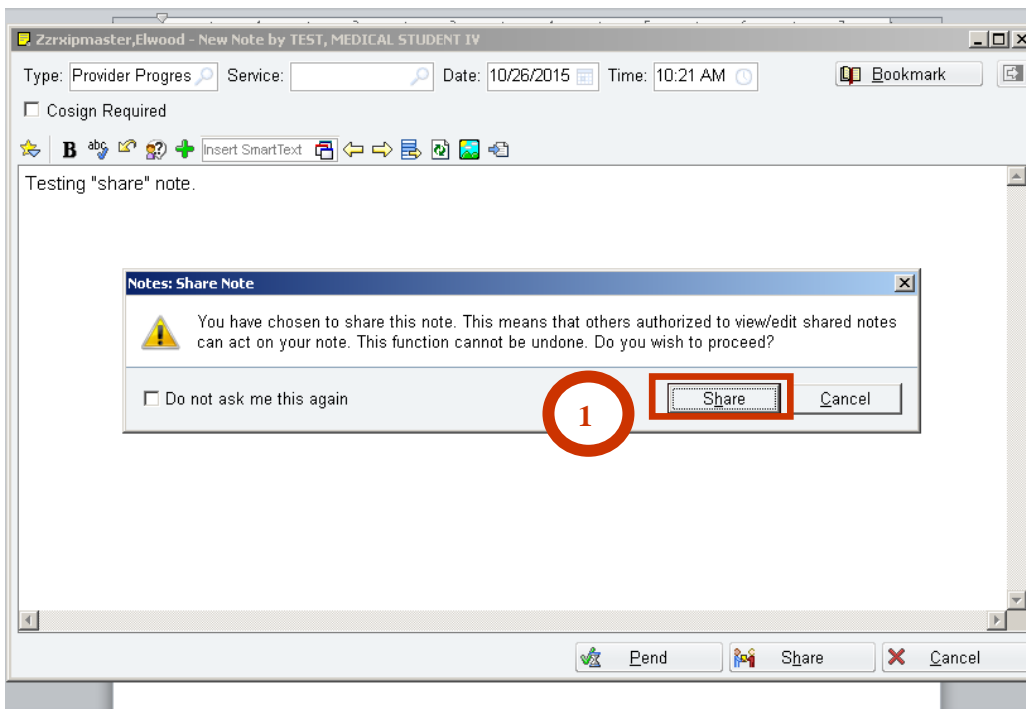 Zzrxipmaster,Elwood - New Note by TEST, MEDICAL STUDENT IV
Type: Provider Progres Service: Date: 10/26/2015 Time: 10:21 AM Bookmark
Cosign Required
B abc Insert SmartText
Testing "share" note.
Notes: Share Note
You have chosen to share this note. This means that others authorized to view/edit shared notes
can act on your note. This function cannot be undone. Do you wish to proceed?
Do not ask me this again 1 Share Cancel
Pend Share Cancel